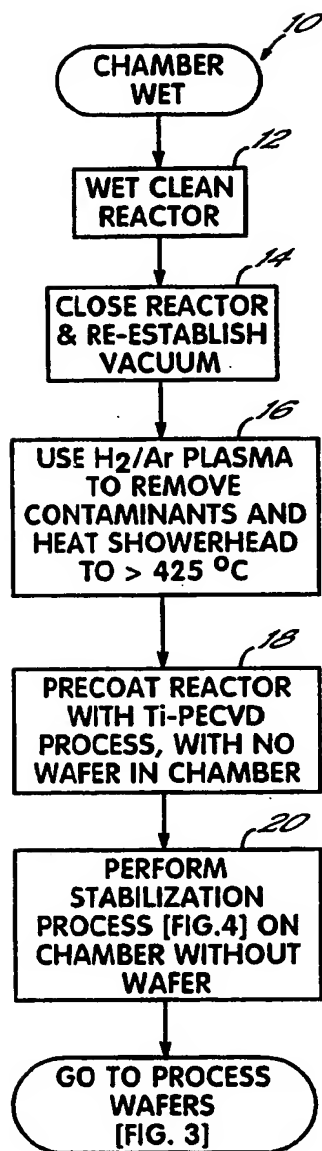 10
CHAMBER
WET
12
WET CLEAN
REACTOR
14
CLOSE REACTOR
& RE-ESTABLISH
VACUUM
16
USE H2/Ar PLASMA
TO REMOVE
CONTAMINANTS AND
HEAT SHOWERHEAD
TO > 425 °C
18
PRECOAT REACTOR
WITH Ti-PECVD
PROCESS, WITH NO
WAFER IN CHAMBER
20
PERFORM
STABILIZATION
PROCESS [FIG.4] ON
CHAMBER WITHOUT
WAFER
GO TO PROCESS
WAFERS
[FIG. 3]